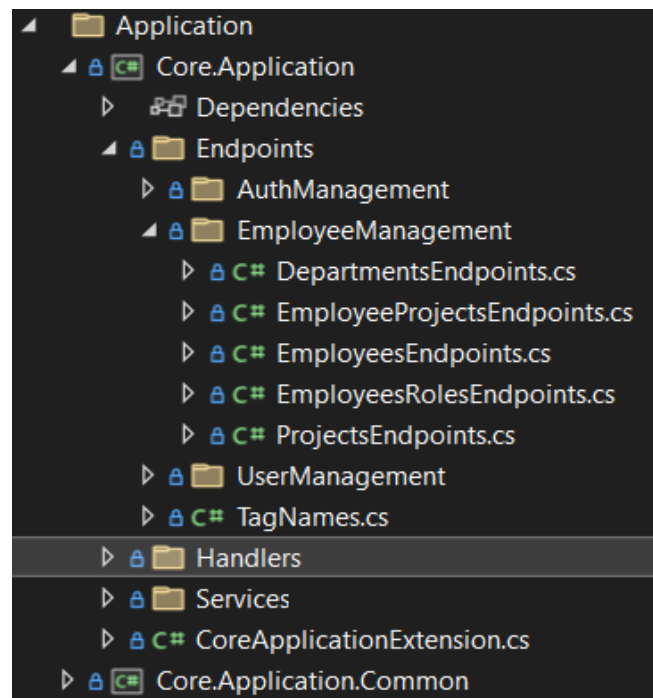 Application
C# Core.Application
Dependencies
Endpoints
AuthManagement
EmployeeManagement
C# DepartmentsEndpoints.cs
C# EmployeeProjectsEndpoints.cs
C# EmployeesEndpoints.cs
C# EmployeesRolesEndpoints.cs
C# ProjectsEndpoints.cs
UserManagement
C# TagNames.cs
Handlers
Services
C# CoreApplicationExtension.cs
C# Core.Application.Common